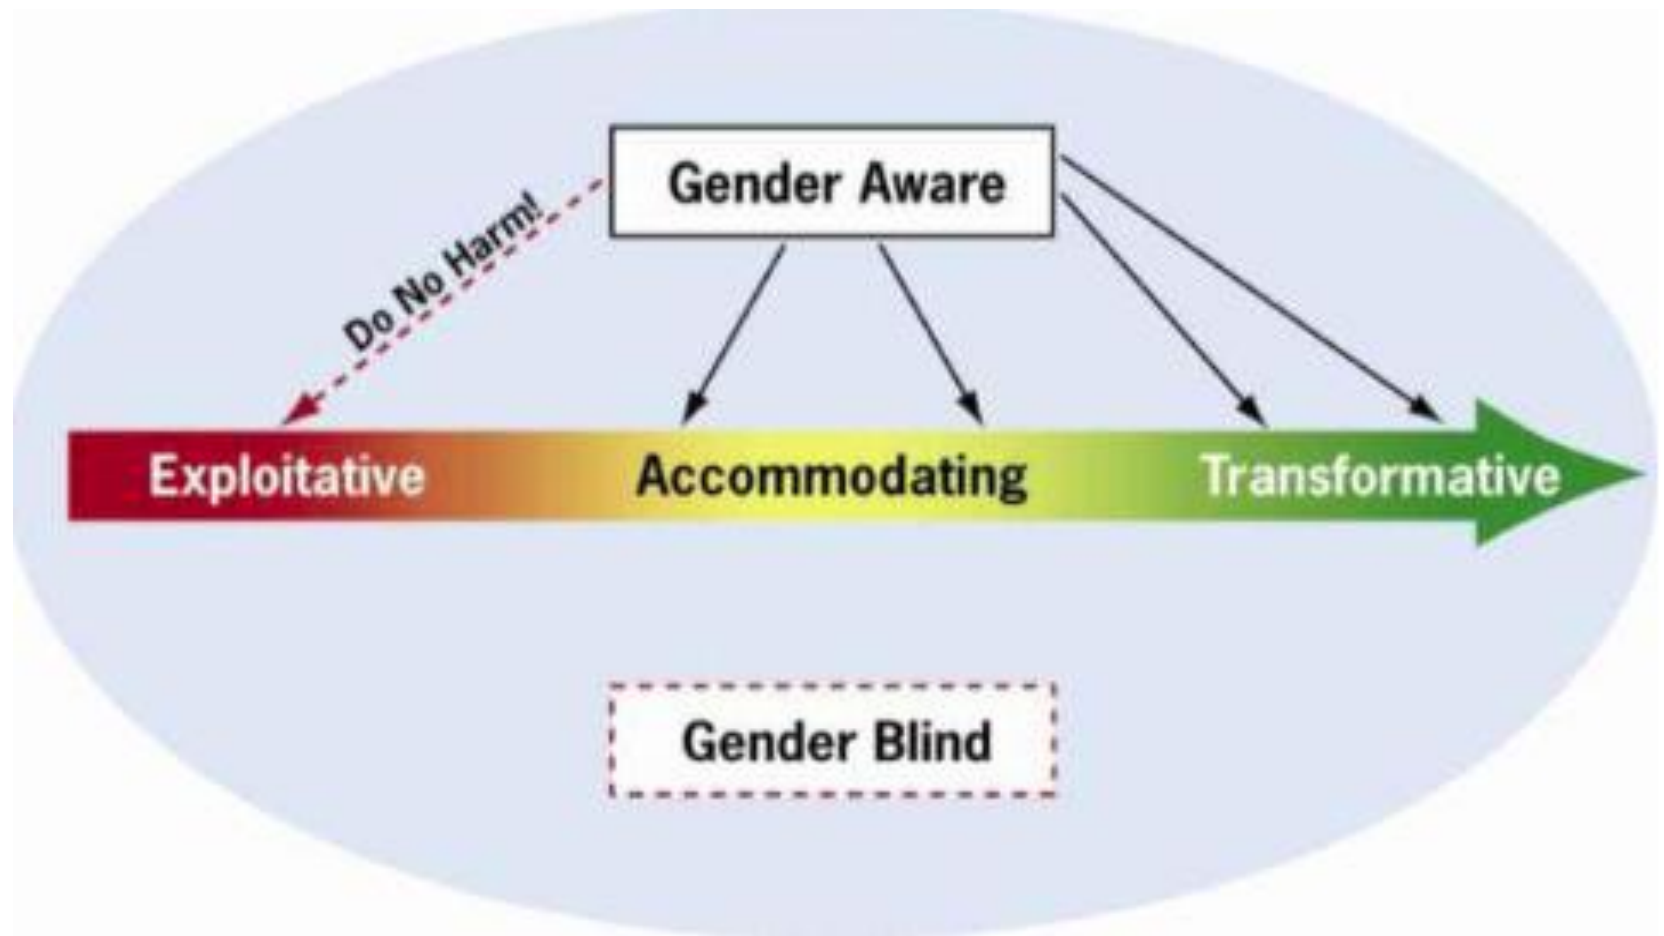 Gender Aware
Do No Harm!
Exploitative
Accommodating
Transformative
Gender Blind